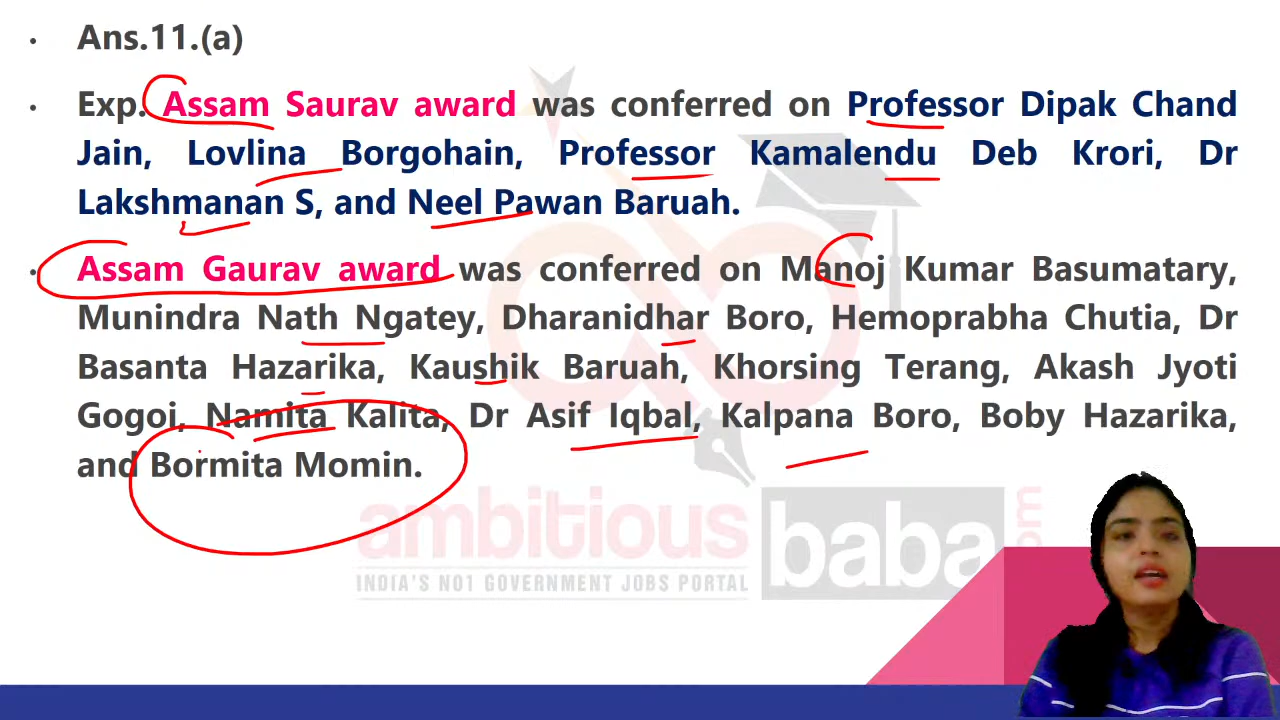 • Ans.11.(a)
• Exp. Assam Saurav award was conferred on Professor Dipak Chand
Jain, Lovlina Borgohain, Professor Kamalendu Deb Krori, Dr
Lakshmanan S, and Neel Pawan Baruah.
• Assam Gaurav award was conferred on Manoj Kumar Basumatary,
Munindra Nath Ngatey, Dharanidhar Boro, Hemoprabha Chutia, Dr
Basanta Hazarika, Kaushik Baruah, Khorsing Terang, Akash Jyoti
Gogoi, Namita Kalita, Dr Asif Iqbal, Kalpana Boro, Boby Hazarika,
and Bormita Momin.
ambitious baba .com
INDIA'S NO1 GOVERNMENT JOBS PORTAL